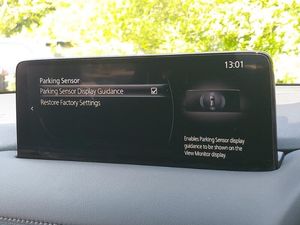 13:01
Parking Sensor
Parking Sensor Display Guidance
Restore Factory Settings
Enables Parking Sensor display
guidance to be shown on the
View Monitor display.